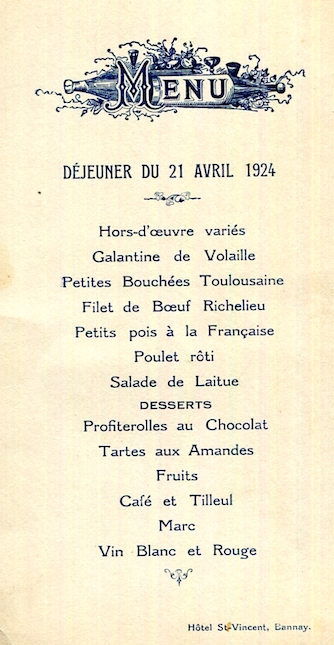 MENU
DÉJEUNER DU 21 AVRIL 1924
Hors-d'œuvre variés
Galantine de Volaille
Petites Bouchées Toulousaine
Filet de Bœuf Richelieu
Petits pois à la Française
Poulet rôti
Salade de Laitue
DESSERTS
Profiterolles au Chocolat
Tartes aux Amandes
Fruits
Café et Tilleul
Marc
Vin Blanc et Rouge
Hôtel St-Vincent, Bannay.